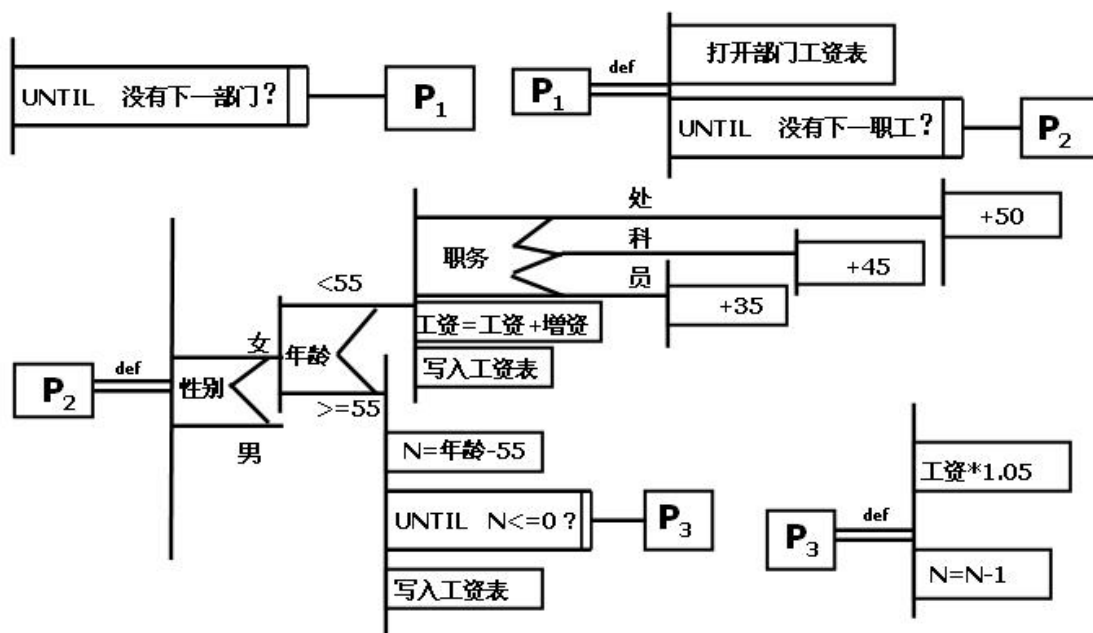 UNTIL 没有下一部门?
P1
P1
def
打开部门工资表
UNTIL 没有下一职工?
P2
处
+50
职务
科
+45
员
+35
<55
工资=工资+增资
写入工资表
P2
def
性别
女
年龄
>=55
男
N=年龄-55
UNTIL N<=0?
P3
写入工资表
P3
def
工资*1.05
N=N-1